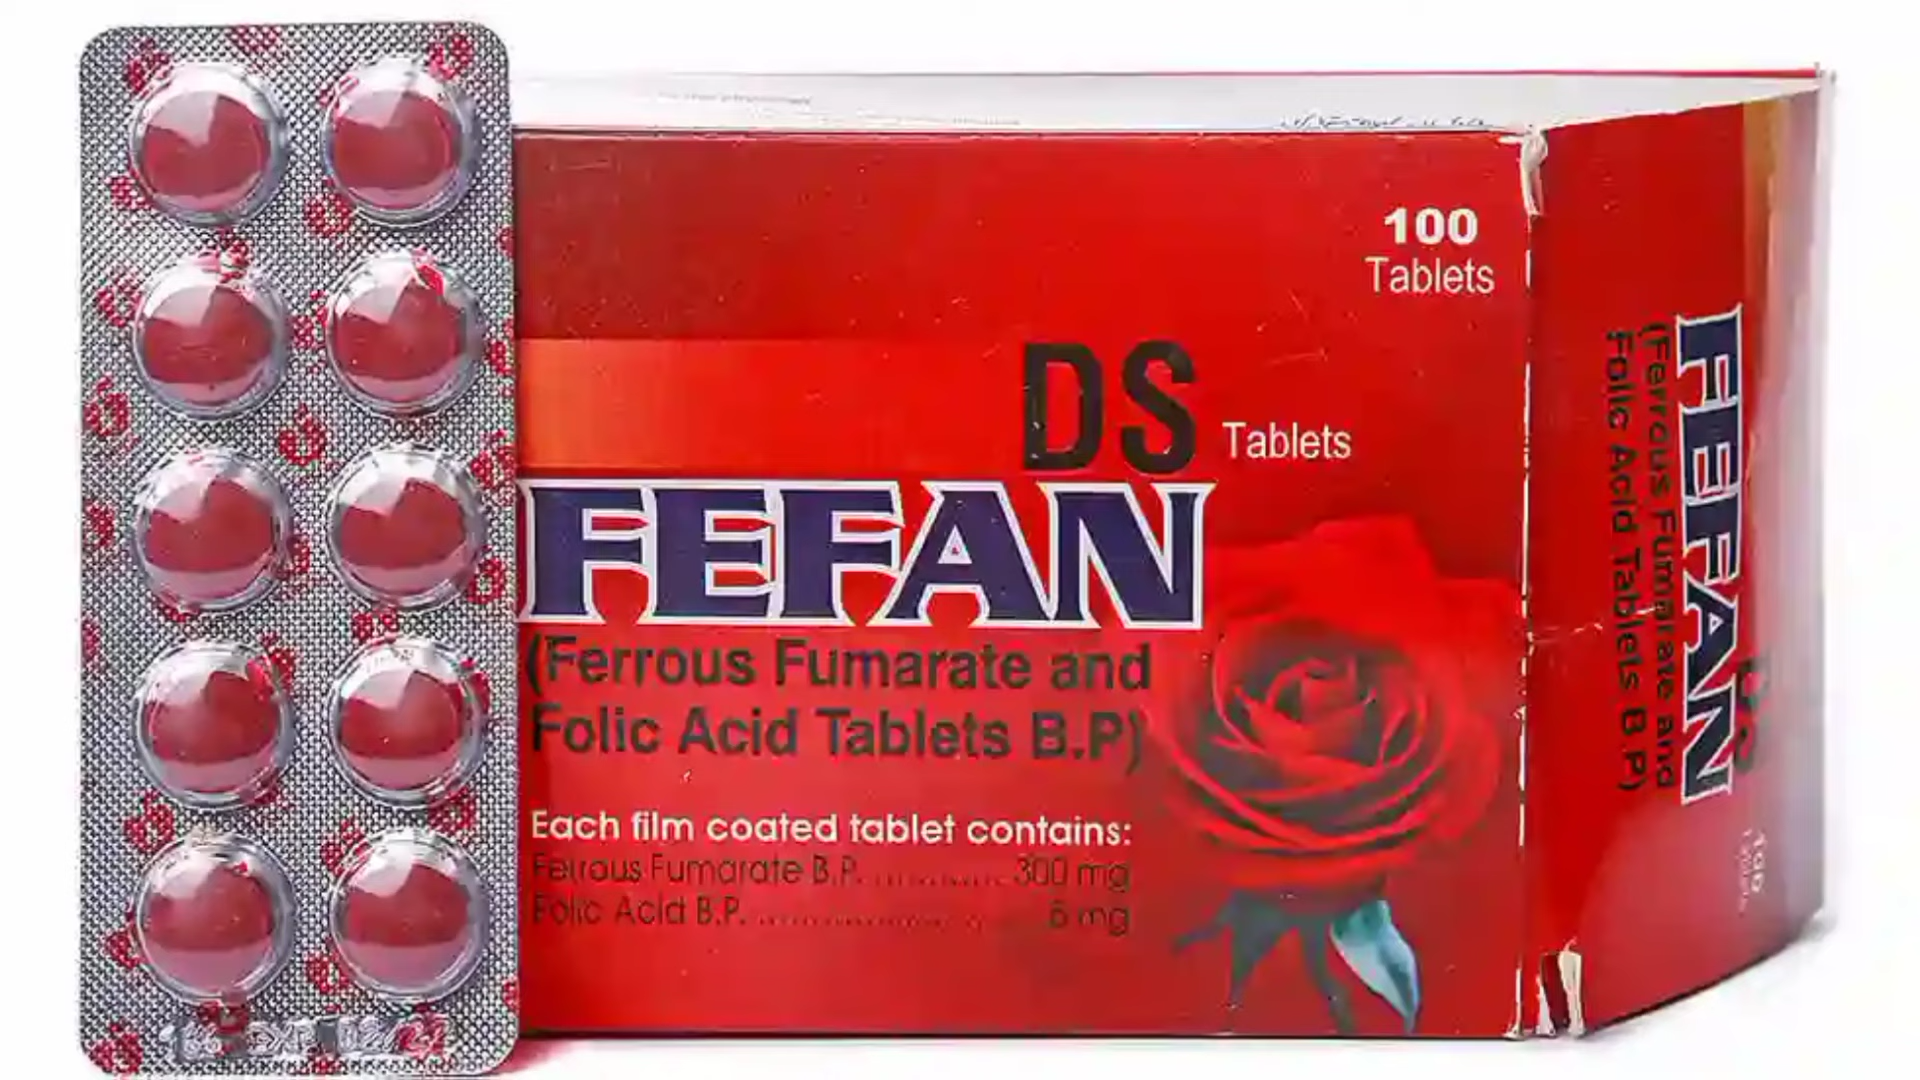 100
Tablets
DS Tablets
FEFAN
(Ferrous Fumarate and
Folic Acid Tablets B.P)
Each film coated tablet contains:
Ferrous Fumarate B.P. ............ 300 mg
Folic Acid B.P. ........................ mg
FEFAN
DS
(Ferrous Fumarate and
Folic Acid Tablets B.P)
100